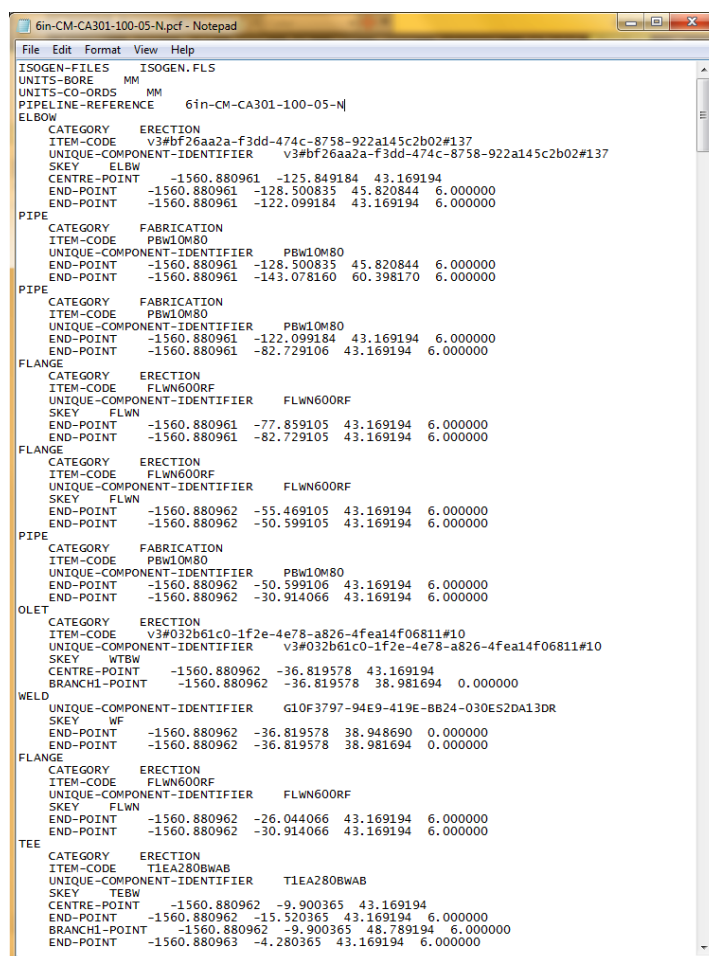 6in-CM-CA301-100-05-N.pcf - Notepad
File Edit Format View Help
ISOGEN-FILES ISOGEN.FLS
UNITS-BORE MM
UNITS-CO-ORDS MM
PIPELINE-REFERENCE 6in-CM-CA301-100-05-N
ELBOW
CATEGORY ERECTION
ITEM-CODE v3#bf26aa2a-f3dd-474c-8758-922a145c2b02#137
UNIQUE-COMPONENT-IDENTIFIER v3#bf26aa2a-f3dd-474c-8758-922a145c2b02#137
SKEY ELBW
CENTRE-POINT -1560.880961 -125.849184 43.169194
END-POINT -1560.880961 -128.500835 45.820844 6.000000
END-POINT -1560.880961 -122.099184 43.169194 6.000000
PIPE
CATEGORY FABRICATION
ITEM-CODE PBW10M80
UNIQUE-COMPONENT-IDENTIFIER PBW10M80
END-POINT -1560.880961 -128.500835 45.820844 6.000000
END-POINT -1560.880961 -143.078160 60.398170 6.000000
PIPE
CATEGORY FABRICATION
ITEM-CODE PBW10M80
UNIQUE-COMPONENT-IDENTIFIER PBW10M80
END-POINT -1560.880961 -122.099184 43.169194 6.000000
END-POINT -1560.880961 -82.729106 43.169194 6.000000
FLANGE
CATEGORY ERECTION
ITEM-CODE FLWN600RF
UNIQUE-COMPONENT-IDENTIFIER FLWN600RF
SKEY FLWN
END-POINT -1560.880961 -77.859105 43.169194 6.000000
END-POINT -1560.880961 -82.729105 43.169194 6.000000
FLANGE
CATEGORY ERECTION
ITEM-CODE FLWN600RF
UNIQUE-COMPONENT-IDENTIFIER FLWN600RF
SKEY FLWN
END-POINT -1560.880962 -55.469105 43.169194 6.000000
END-POINT -1560.880962 -50.599105 43.169194 6.000000
PIPE
CATEGORY FABRICATION
ITEM-CODE PBW10M80
UNIQUE-COMPONENT-IDENTIFIER PBW10M80
END-POINT -1560.880962 -50.599106 43.169194 6.000000
END-POINT -1560.880962 -30.914066 43.169194 6.000000
OLET
CATEGORY ERECTION
ITEM-CODE v3#032b61c0-1f2e-4e78-a826-4fea14f06811#10
UNIQUE-COMPONENT-IDENTIFIER v3#032b61c0-1f2e-4e78-a826-4fea14f06811#10
SKEY WTBW
CENTRE-POINT -1560.880962 -36.819578 43.169194
BRANCH1-POINT -1560.880962 -36.819578 38.981694 0.000000
WELD
UNIQUE-COMPONENT-IDENTIFIER G10F3797-94E9-419E-BB24-030ES2DA13DR
SKEY WF
END-POINT -1560.880962 -36.819578 38.948690 0.000000
END-POINT -1560.880962 -36.819578 38.981694 0.000000
FLANGE
CATEGORY ERECTION
ITEM-CODE FLWN600RF
UNIQUE-COMPONENT-IDENTIFIER FLWN600RF
SKEY FLWN
END-POINT -1560.880962 -26.044066 43.169194 6.000000
END-POINT -1560.880962 -30.914066 43.169194 6.000000
TEE
CATEGORY ERECTION
ITEM-CODE T1EA280BWAB
UNIQUE-COMPONENT-IDENTIFIER T1EA280BWAB
SKEY TEBW
CENTRE-POINT -1560.880962 -9.900365 43.169194
END-POINT -1560.880962 -15.520365 43.169194 6.000000
BRANCH1-POINT -1560.880962 -9.900365 48.789194 6.000000
END-POINT -1560.880963 -4.280365 43.169194 6.000000